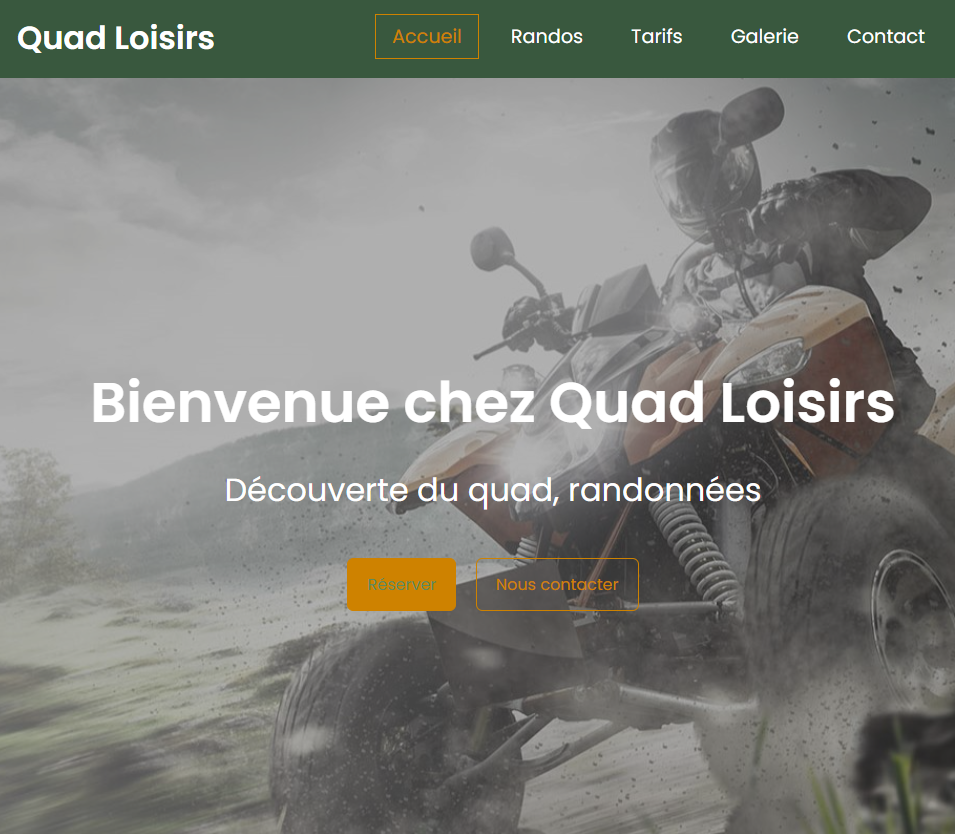 Quad Loisirs
Accueil
Randos
Tarifs
Galerie
Contact
Bienvenue chez Quad Loisirs
Découverte du quad, randonnées
Réserver
Nous contacter